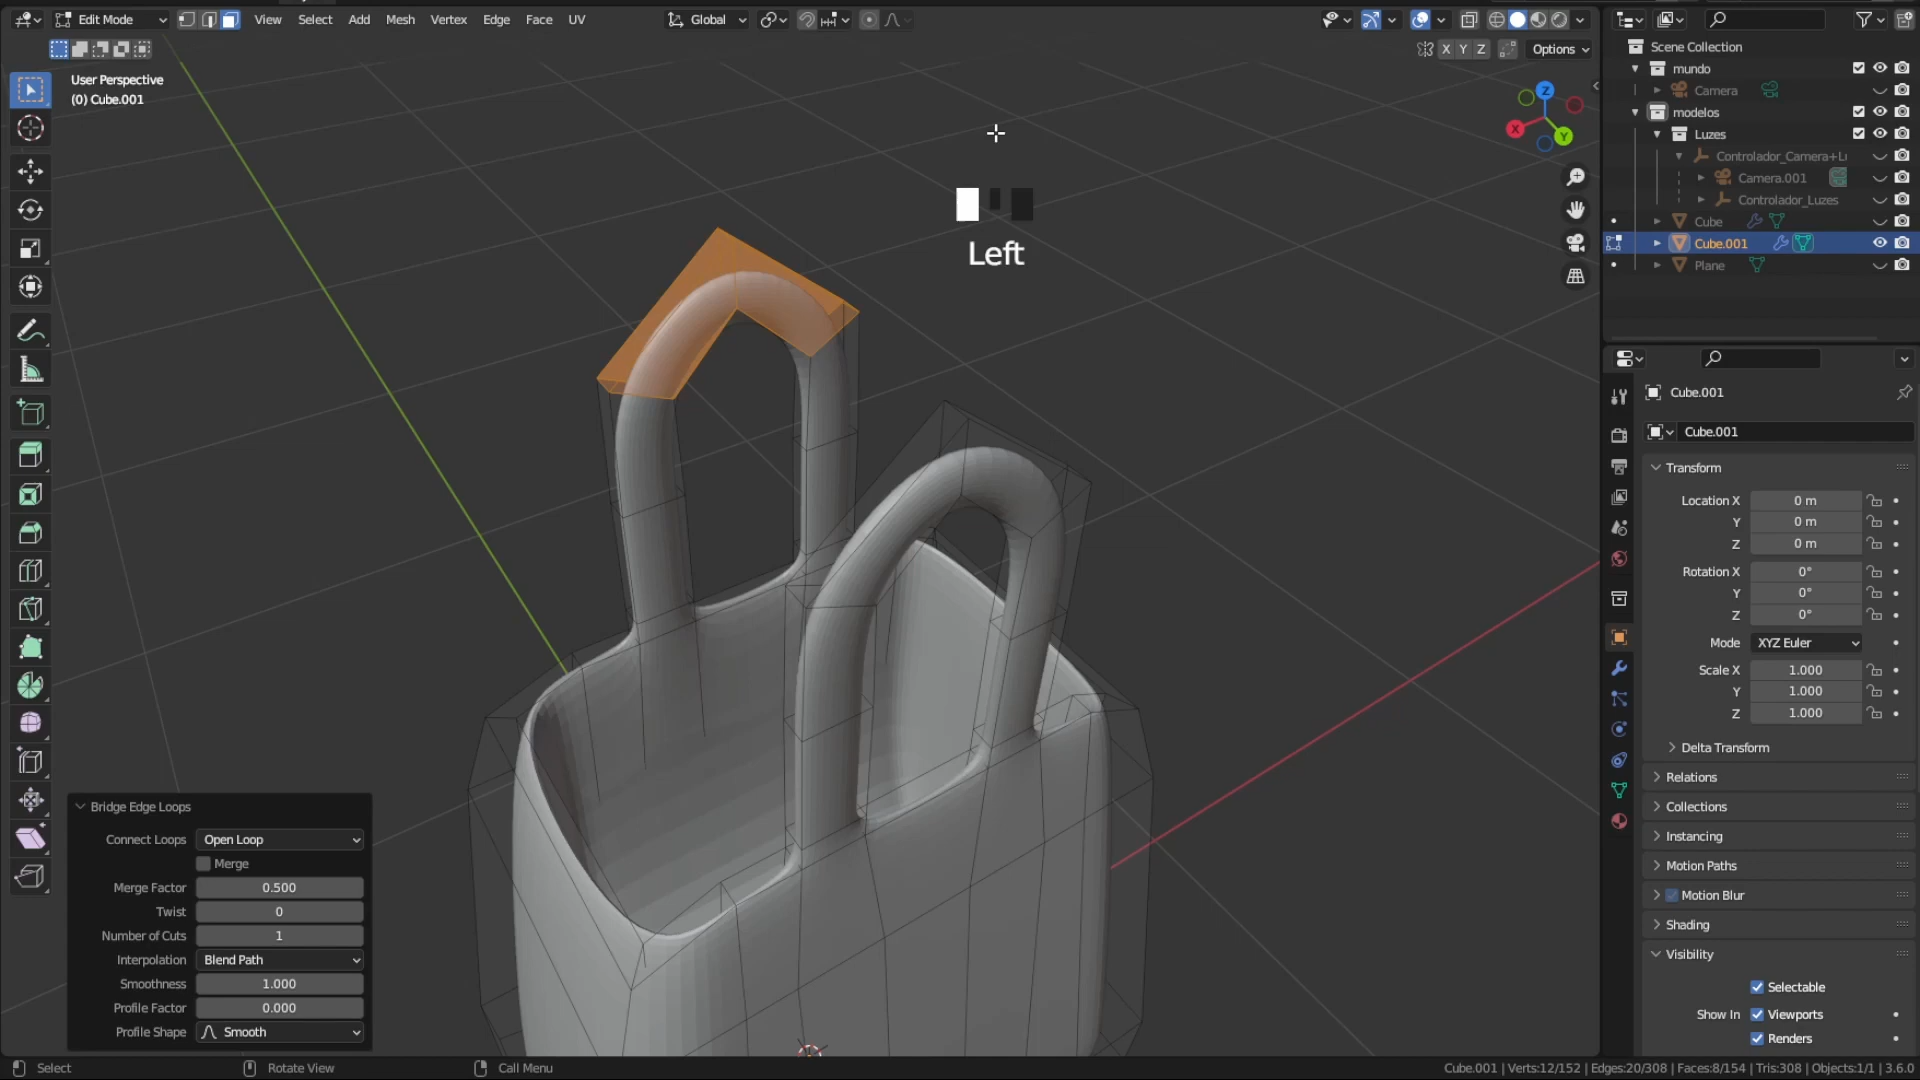 Edit Mode
View
Select
Add
Mesh
Vertex
Edge
Face
UV
Global
X
Y
Z
Options
User Perspective
(0) Cube.001
Left
Z
X
Y
Scene Collection
mundo
Camera
modelos
Luzes
Controlador_Camera+Lu
Camera.001
Controlador_Luzes
Cube
Cube.001
Plane
Cube.001
Cube.001
Transform
Location X 0 m
Y 0 m
Z 0 m
Rotation X 0°
Y 0°
Z 0°
Mode XYZ Euler
Scale X 1.000
Y 1.000
Z 1.000
Delta Transform
Relations
Collections
Instancing
Motion Paths
Motion Blur
Shading
Visibility
Selectable
Show In Viewports
Renders
Bridge Edge Loops
Connect Loops Open Loop
Merge
Merge Factor 0.500
Twist 0
Number of Cuts 1
Interpolation Blend Path
Smoothness 1.000
Profile Factor 0.000
Profile Shape Smooth
Select
Rotate View
Call Menu
Cube.001 | Verts:12/152 | Edges:20/308 | Faces:8/154 | Tris:308 | Objects:1/1 | 3.6.0